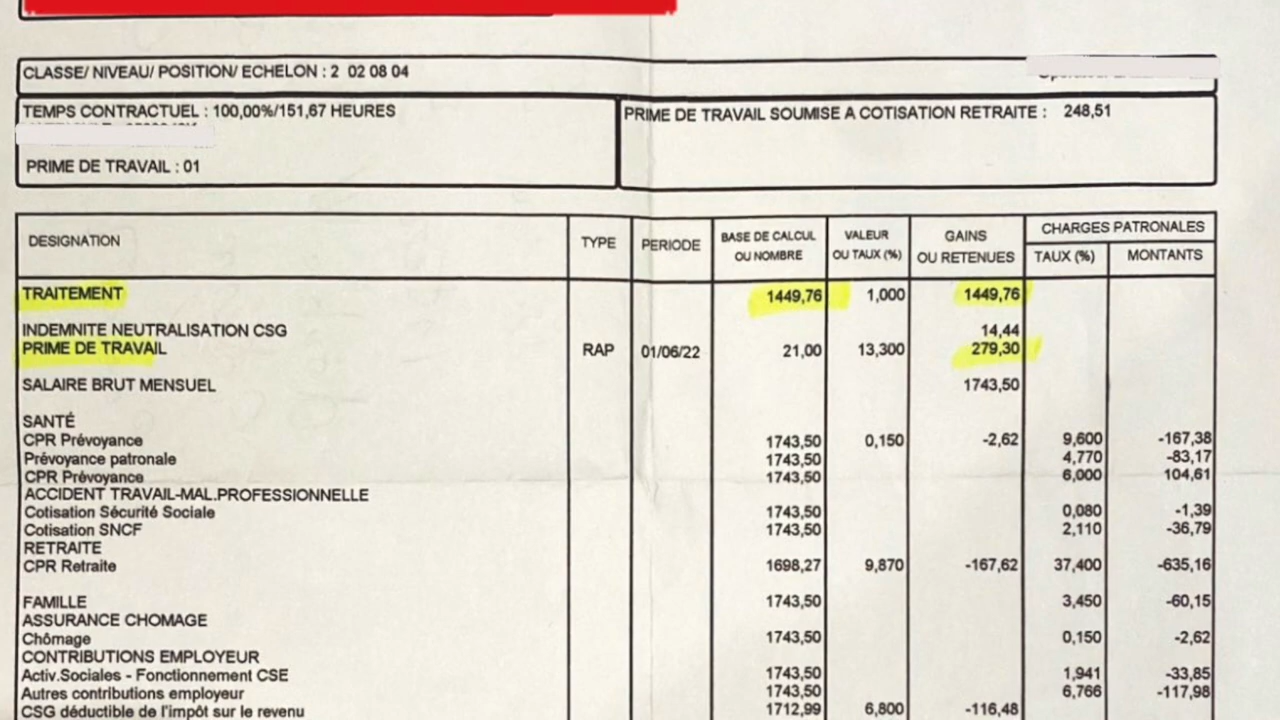 CLASSE/ NIVEAU/ POSITION/ ECHELON : 2 02 08 04
TEMPS CONTRACTUEL : 100,00%/151,67 HEURES
PRIME DE TRAVAIL SOUMISE A COTISATION RETRAITE : 248,51
PRIME DE TRAVAIL : 01
DESIGNATION TYPE PERIODE BASE DE CALCUL OU NOMBRE VALEUR OU TAUX (%) GAINS OU RETENUES CHARGES PATRONALES TAUX (%) MONTANTS
TRAITEMENT 1449,76 1,000 1449,76
INDEMNITE NEUTRALISATION CSG 14,44
PRIME DE TRAVAIL RAP 01/06/22 21,00 13,300 279,30
SALAIRE BRUT MENSUEL 1743,50
SANTÉ
CPR Prévoyance 1743,50 0,150 -2,62 9,600 -167,38
Prévoyance patronale 1743,50 4,770 -83,17
CPR Prévoyance 1743,50 6,000 104,61
ACCIDENT TRAVAIL-MAL.PROFESSIONNELLE
Cotisation Sécurité Sociale 1743,50 0,080 -1,39
Cotisation SNCF 1743,50 2,110 -36,79
RETRAITE
CPR Retraite 1698,27 9,870 -167,62 37,400 -635,16
FAMILLE 1743,50 3,450 -60,15
ASSURANCE CHOMAGE
Chômage 1743,50 0,150 -2,62
CONTRIBUTIONS EMPLOYEUR
Activ.Sociales - Fonctionnement CSE 1743,50 1,941 -33,85
Autres contributions employeur 1743,50 6,766 -117,98
CSG déductible de l'impôt sur le revenu 1712,99 6,800 -116,48